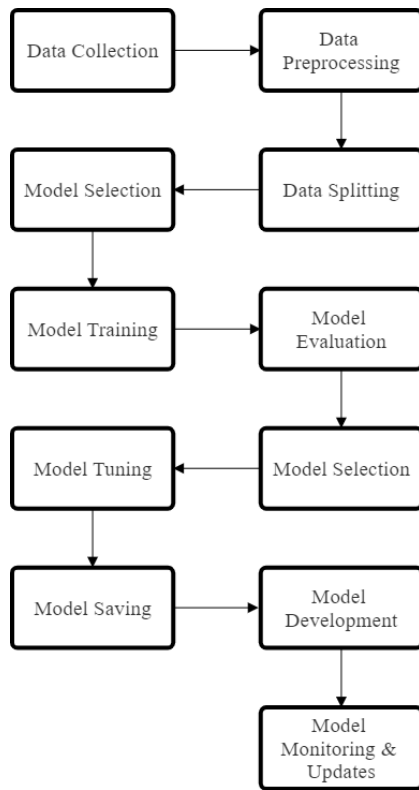 Data Collection
Data
Preprocessing
Data Splitting
Model Selection
Model Training
Model
Evaluation
Model Selection
Model Tuning
Model Saving
Model
Development
Model
Monitoring &
Updates